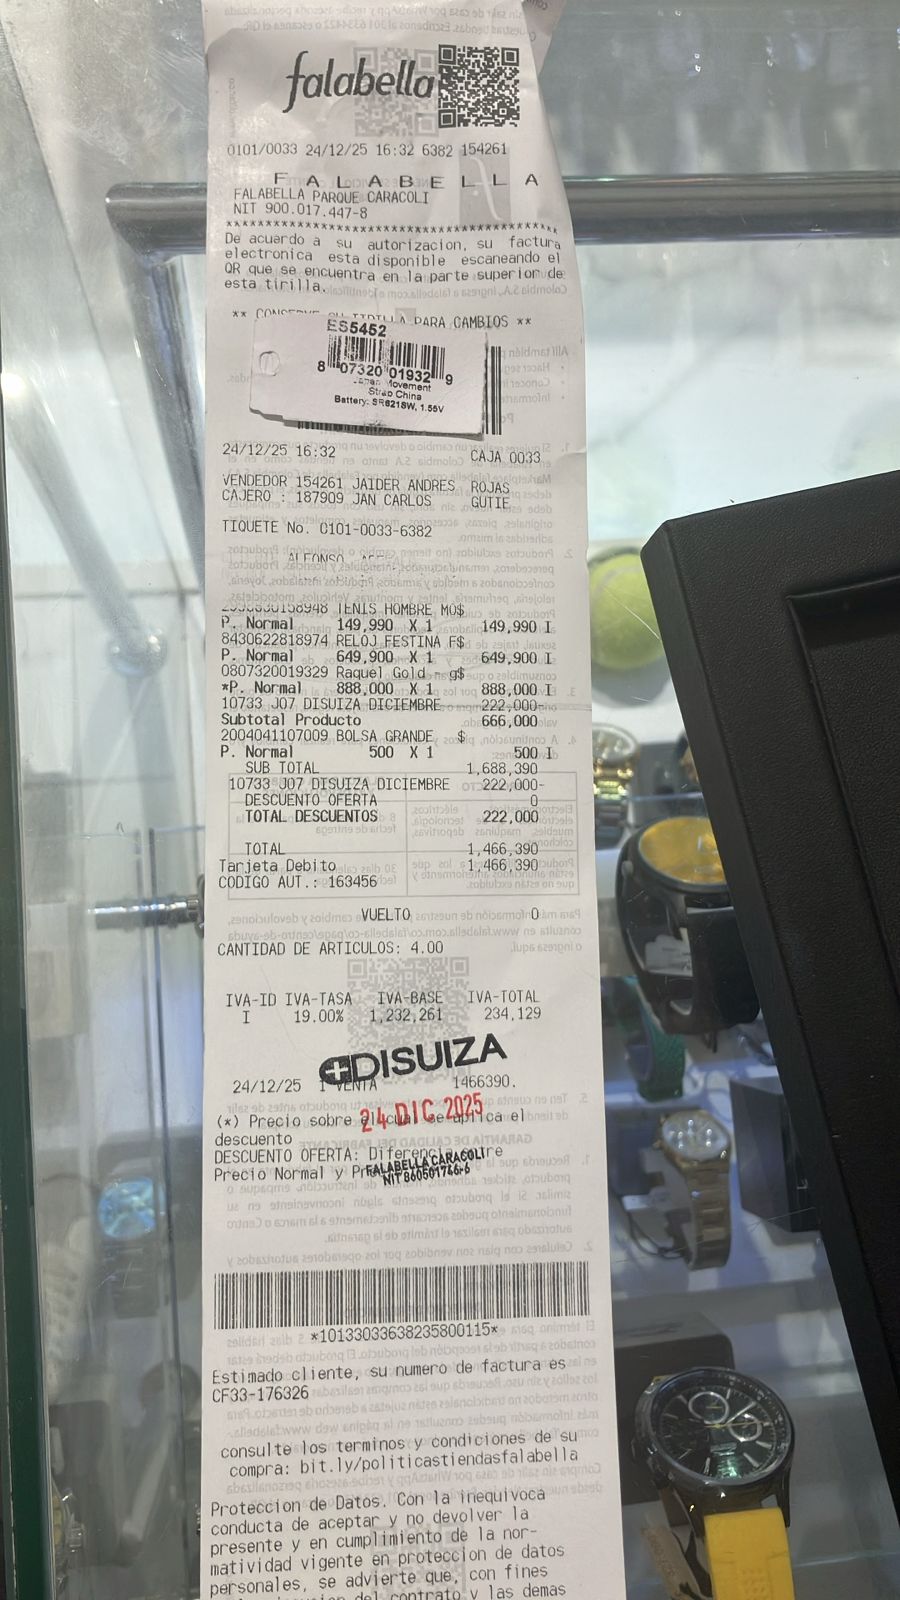 falabella
0101/0033 24/12/25 16:32 6382 154261
F A L A B E L L A
FALABELLA PARQUE CARACOLI
NIT 900.017.447-8
De acuerdo a su autorizacion, su factura
electronica esta disponible escaneando el
QR que se encuentra en la parte superior de
esta tirilla.
** CONSERVE SU TIRILLA PARA CAMBIOS **
ES5452
8 07320 01932 9
Japan Movement
Strap China
Battery: SR621SW, 1.55V
24/12/25 16:32 CAJA 0033
VENDEDOR 154261 JAIDER ANDRES ROJAS
CAJERO : 187909 JAN CARLOS GUTIE
TIQUETE No. 0101-0033-6382
ALFONSO
TENIS HOMBRE MO$
P. Normal 149,990 X 1 149,990 I
8430622818974 RELOJ FESTINA F$
P. Normal 649,900 X 1 649,900 I
0807320019329 Raquel Gold - g$
*P. Normal 888,000 X 1 888,000 I
10733 J07 DISUIZA DICIEMBRE 222,000-
Subtotal Producto 666,000
2004041107009 BOLSA GRANDE $
P. Normal 500 X 1 500 I
SUB TOTAL 1,688,390
10733 J07 DISUIZA DICIEMBRE 222,000-
DESCUENTO OFERTA 0
TOTAL DESCUENTOS 222,000
TOTAL 1,466,390
Tarjeta Debito 1,466,390
CODIGO AUT.: 163456
VUELTO 0
CANTIDAD DE ARTICULOS: 4.00
IVA-ID IVA-TASA IVA-BASE IVA-TOTAL
I 19.00% 1,232,261 234,129
DISUIZA
24/12/25 1 VENTA 1466390.
24 DIC 2025
(*) Precio sobre el cual se aplica el
descuento
DESCUENTO OFERTA: Diferencia entre
Precio Normal y
FALABELLA CARACOLI
NIT 860501766-6
*10133033638235800115*
Estimado cliente, su numero de factura es
CF33-176326
consulte los terminos y condiciones de su
compra: bit.ly/politicastiendasfalabella
Proteccion de Datos. Con la inequivoca
conducta de aceptar y no devolver la
presente y en cumplimiento de la nor-
matividad vigente en proteccion de datos
personales, se advierte que, con fines
del contrato y las demas